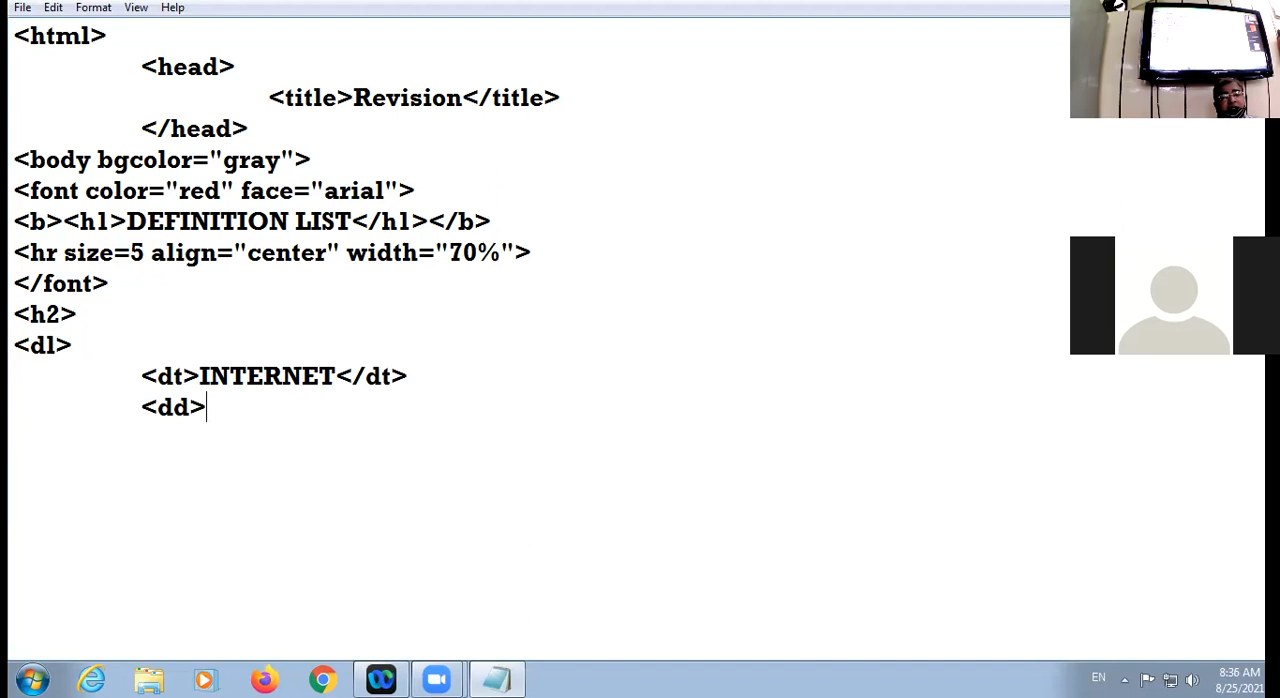 File Edit Format View Help
<html>
<head>
<title>Revision</title>
</head>
<body bgcolor="gray">
<font color="red" face="arial">
<b><h1>DEFINITION LIST</h1></b>
<hr size=5 align="center" width="70%">
</font>
<h2>
<dl>
<dt>INTERNET</dt>
<dd>
EN
8:36 AM
8/25/2021